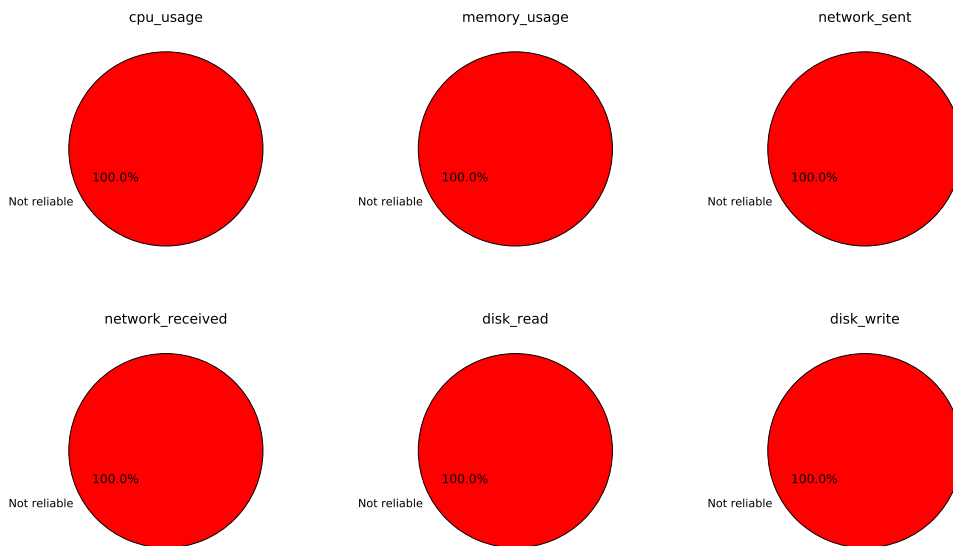 cpu_usage
memory_usage
network_sent
100.0%
100.0%
100.0%
Not reliable
Not reliable
Not reliable
network_received
disk_read
disk_write
100.0%
100.0%
100.0%
Not reliable
Not reliable
Not reliable